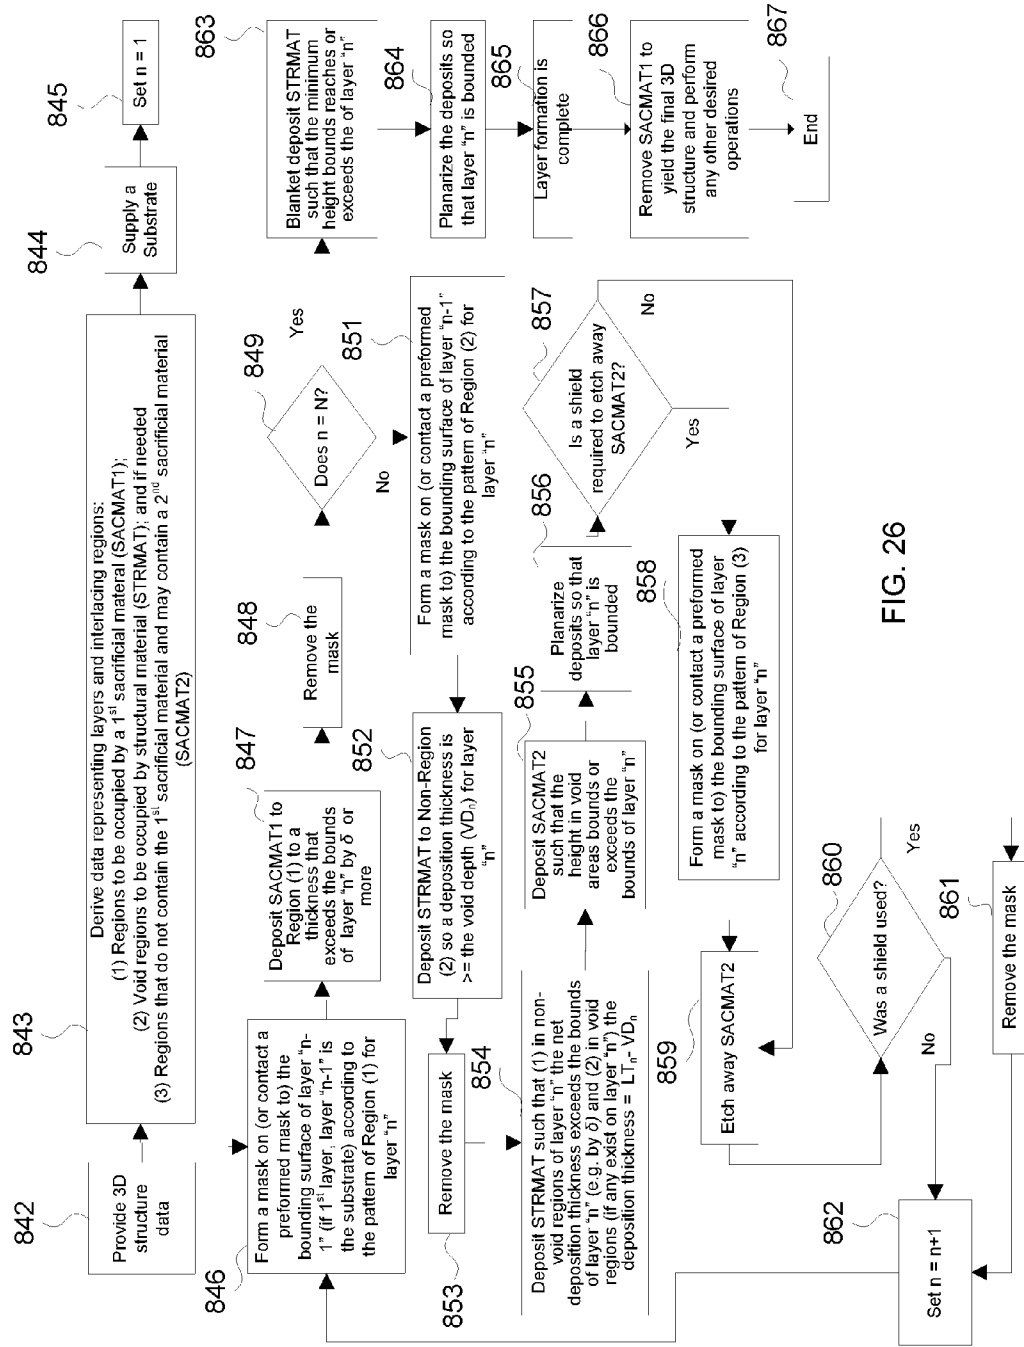 842
Provide 3D
structure
data
843
Derive data representing layers and interlacing regions:
(1) Regions to be occupied by a 1st sacrificial materal (SACMAT1);
(2) Void regions to be occupied by structural material (STRMAT); and if needed
(3) Regions that do not contain the 1st sacrificial material and may contain a 2nd sacrificial material
(SACMAT2)
844
Supply a
Substrate
845
Set n = 1
846
Form a mask on (or contact a
preformed mask to) the
bounding surface of layer “n-
1” (if 1st layer, layer “n-1” is
the substrate) according to
the pattern of Region (1) for
layer “n”
847
Deposit SACMAT1 to
Region (1) to a
thickness that
exceeds the bounds
of layer “n” by δ or
more
848
Remove the
mask
849
Does n = N?
Yes
No
851
Form a mask on (or contact a preformed
mask to) the bounding surface of layer “n-1”
according to the pattern of Region (2) for
layer “n”
852
Deposit STRMAT to Non-Region
(2) so a deposition thickness is
>= the void depth (VDn) for layer
“n”
853
Remove the mask
854
Deposit STRMAT such that (1) in non-
void regions of layer “n” the net
deposition thickness exceeds the bounds
of layer “n” (e.g. by δ) and (2) in void
regions (if any exist on layer “n”) the
deposition thickness = LTn- VDn
855
Deposit SACMAT2
such that the
height in void
areas bounds or
exceeds the
bounds of layer “n”
856
Planarize
deposits so that
layer “n” is
bounded
857
Is a shield
required to etch away
SACMAT2?
No
Yes
858
Form a mask on (or contact a preformed
mask to) the bounding surface of layer
“n” according to the pattern of Region (3)
for layer “n”
859
Etch away SACMAT2
860
Was a shield used?
Yes
No
861
Remove the mask
862
Set n = n+1
863
Blanket deposit STRMAT
such that the minimum
height bounds reaches or
exceeds the of layer “n”
864
Planarize the deposits so
that layer “n” is bounded
865
Layer formation is
complete
866
Remove SACMAT1 to
yield the final 3D
structure and perform
any other desired
operations
867
End
FIG. 26